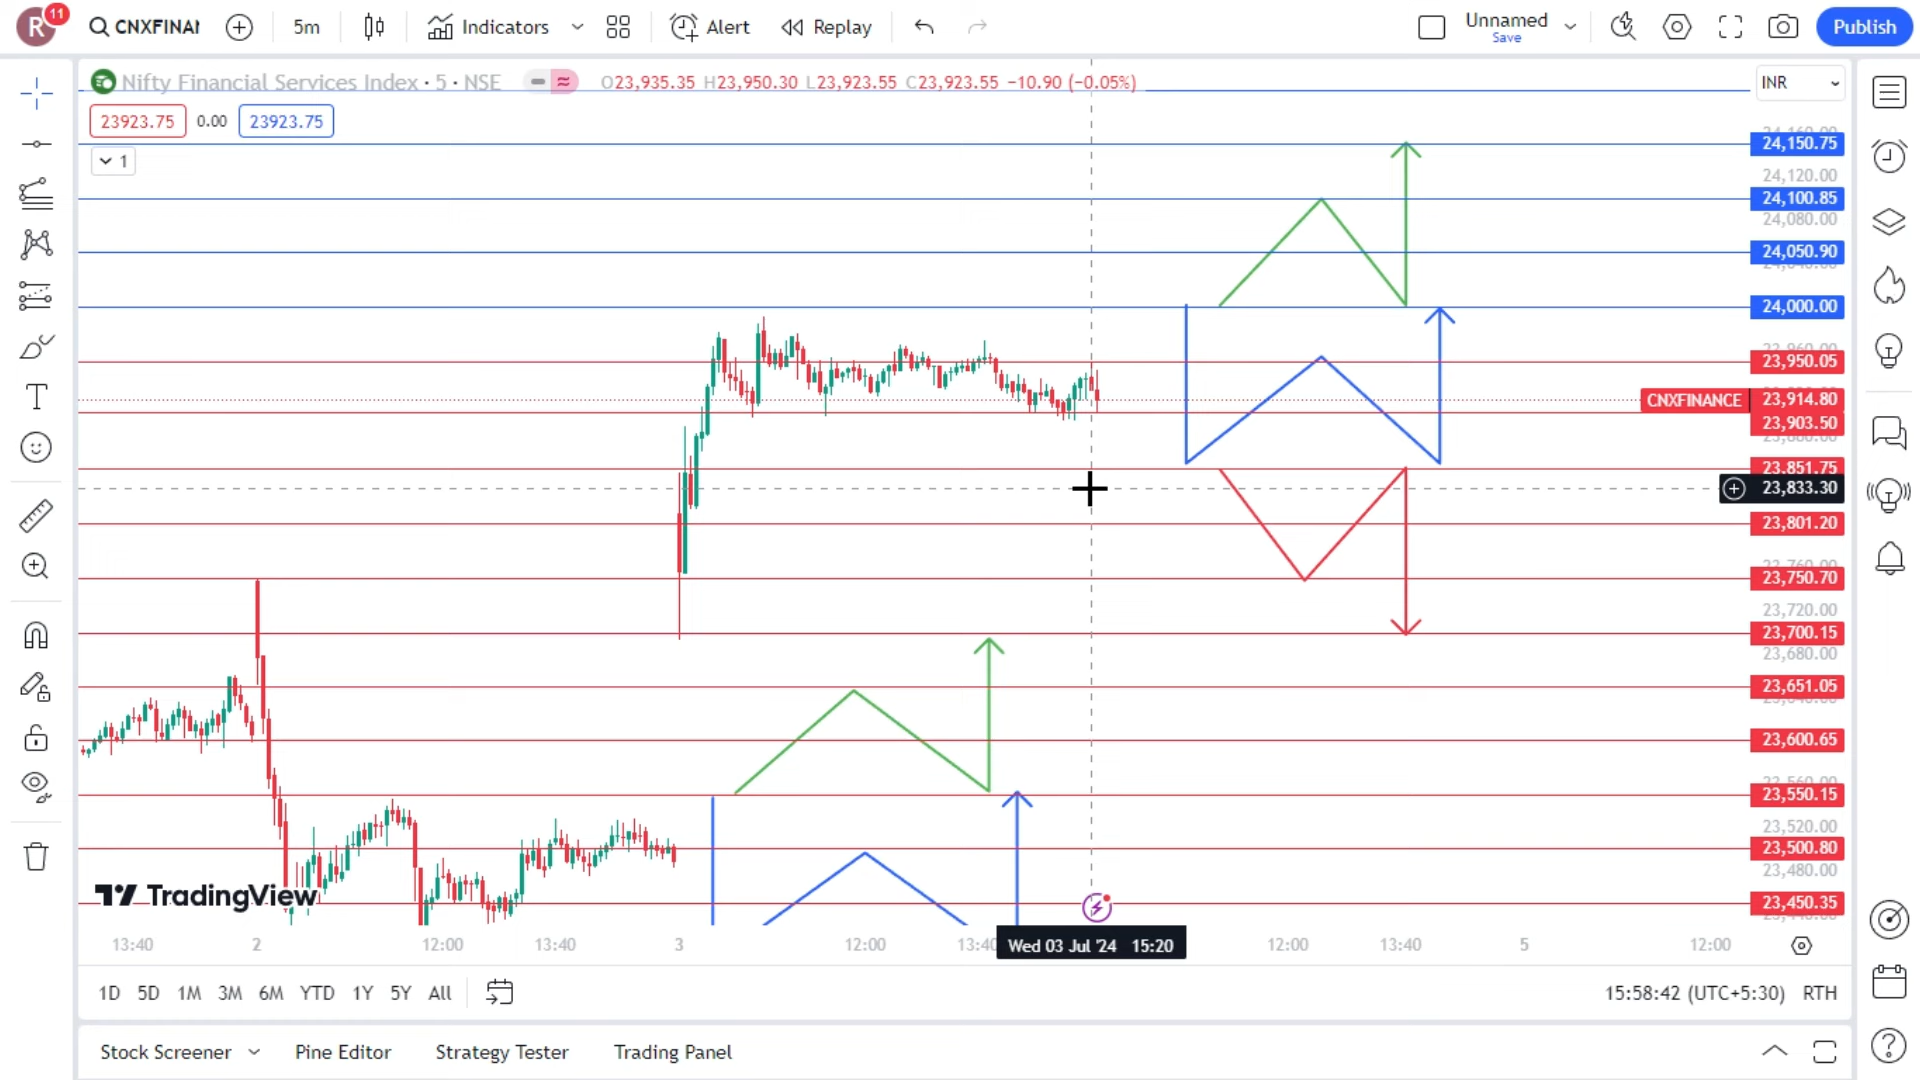 R 11 CNXFINAN 5m Indicators Alert Replay Unnamed Save Publish
Nifty Financial Services Index · 5 · NSE O23,935.35 H23,950.30 L23,923.55 C23,923.55 −10.90 (−0.05%) INR
23923.75 0.00 23923.75
1
24,150.75
24,120.00
24,100.85
24,080.00
24,050.90
24,000.00
23,950.05
CNXFINANCE 23,914.80
23,903.50
23,851.75
23,833.30
23,801.20
23,750.70
23,720.00
23,700.15
23,680.00
23,651.05
23,600.65
23,550.15
23,520.00
23,500.80
23,480.00
23,450.35
TradingView
13:40 2 12:00 13:40 3 12:00 13:40 Wed 03 Jul '24 15:20 12:00 13:40 5 12:00
1D 5D 1M 3M 6M YTD 1Y 5Y All 15:58:42 (UTC+5:30) RTH
Stock Screener Pine Editor Strategy Tester Trading Panel